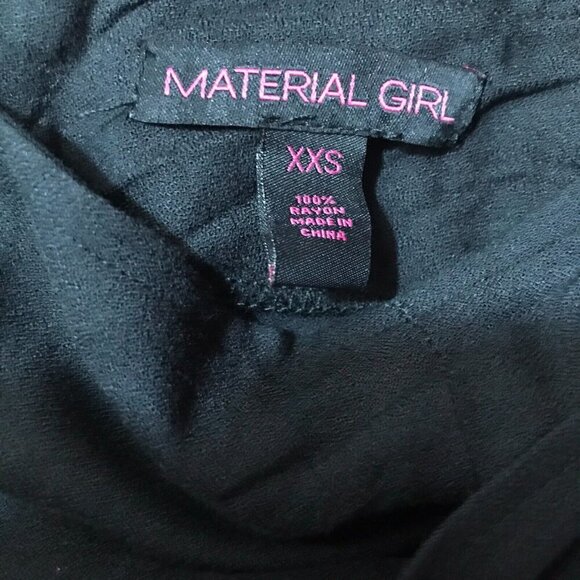 MATERIAL GIRL
XXS
100%
RAYON
MADE IN
CHINA